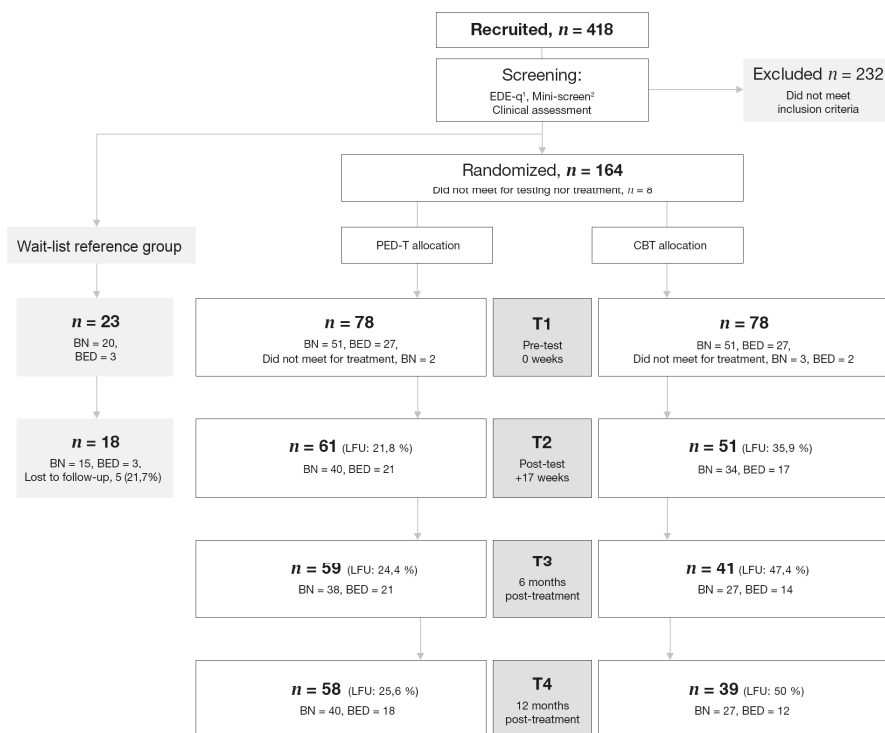 Recruited, n = 418
Screening:
EDE-q¹, Mini-screen²
Clinical assessment
Excluded n = 232
Did not meet
inclusion criteria
Randomized, n = 164
Did not meet for testing nor treatment, n = 8
Wait-list reference group
PED-T allocation
CBT allocation
n = 23
BN = 20,
BED = 3
n = 78
BN = 51, BED = 27,
Did not meet for treatment, BN = 2
T1
Pre-test
0 weeks
n = 78
BN = 51, BED = 27,
Did not meet for treatment, BN = 3, BED = 2
n = 18
BN = 15, BED = 3,
Lost to follow-up, 5 (21,7%)
n = 61 (LFU: 21,8 %)
BN = 40, BED = 21
T2
Post-test
+17 weeks
n = 51 (LFU: 35,9 %)
BN = 34, BED = 17
n = 59 (LFU: 24,4 %)
BN = 38, BED = 21
T3
6 months
post-treatment
n = 41 (LFU: 47,4 %)
BN = 27, BED = 14
n = 58 (LFU: 25,6 %)
BN = 40, BED = 18
T4
12 months
post-treatment
n = 39 (LFU: 50 %)
BN = 27, BED = 12